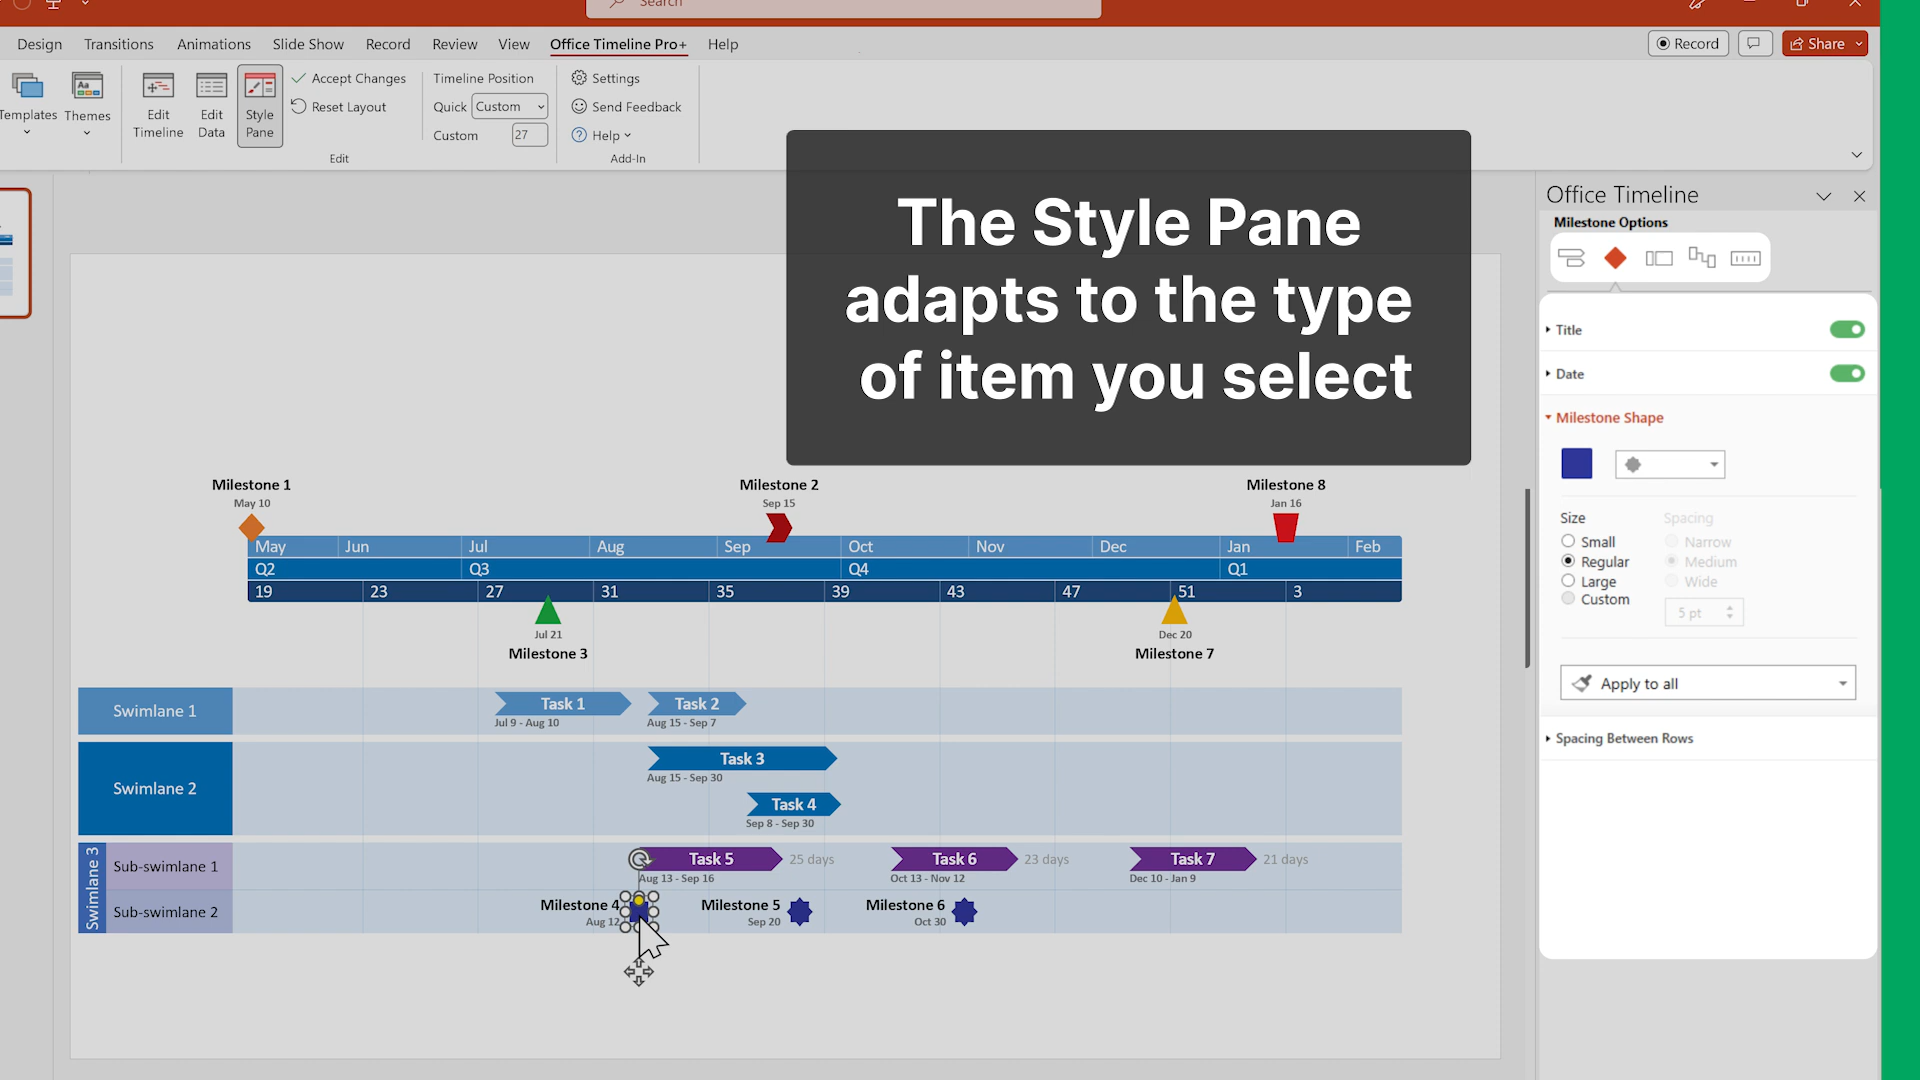 Search
Design Transitions Animations Slide Show Record Review View Office Timeline Pro+ Help
Record Share
Templates Themes
Edit Timeline
Edit Data
Style Pane
Accept Changes
Reset Layout
Edit
Timeline Position
Quick Custom
Custom 27
Settings
Send Feedback
Help
Add-In
The Style Pane
adapts to the type
of item you select
Office Timeline
Milestone Options
Title
Date
Milestone Shape
Size Spacing
Small Narrow
Regular Medium
Large Wide
Custom 5 pt
Apply to all
Spacing Between Rows
Milestone 1 Milestone 2 Milestone 8
May 10 Sep 15 Jan 16
May Jun Jul Aug Sep Oct Nov Dec Jan Feb
Q2 Q3 Q4 Q1
19 23 27 31 35 39 43 47 51 3
Jul 21 Dec 20
Milestone 3 Milestone 7
Swimlane 1 Task 1 Task 2
Jul 9 - Aug 10 Aug 15 - Sep 7
Swimlane 2
Task 3
Aug 15 - Sep 30
Task 4
Sep 8 - Sep 30
Swimlane 3
Sub-swimlane 1 Task 5 25 days Task 6 23 days Task 7 21 days
Aug 13 - Sep 16 Oct 13 - Nov 12 Dec 10 - Jan 9
Sub-swimlane 2 Milestone 4 Milestone 5 Milestone 6
Aug 12 Sep 20 Oct 30